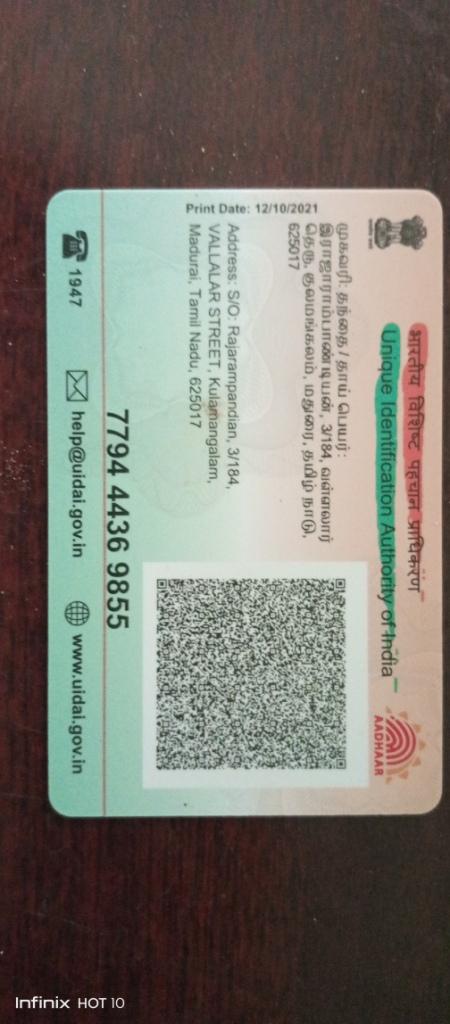 भारतीय विशिष्ट पहचान प्राधिकरण
Unique Identification Authority of India
AADHAAR
முகவரி: தந்தை / தாய் பெயர் :
இராஜாராம்பாண்டியன், 3/184, வள்ளலார்
தெரு, குலமங்கலம், மதுரை, தமிழ் நாடு,
625017
Address: S/O: Rajarampandian, 3/184,
VALLALAR STREET, Kulamangalam,
Madurai, Tamil Nadu, 625017
Print Date: 12/10/2021
7794 4436 9855
1947
help@uidai.gov.in
www.uidai.gov.in
Infinix HOT 10